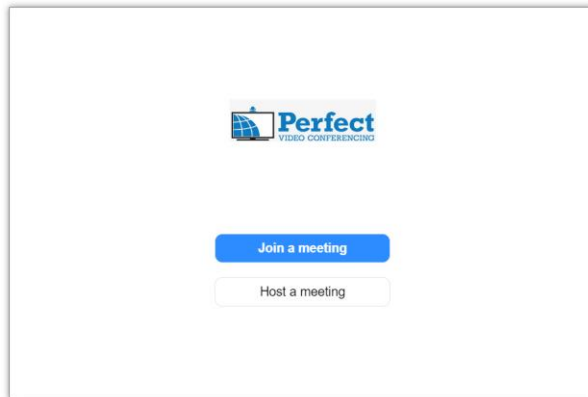 Perfect
VIDEO CONFERENCING
Join a meeting
Host a meeting